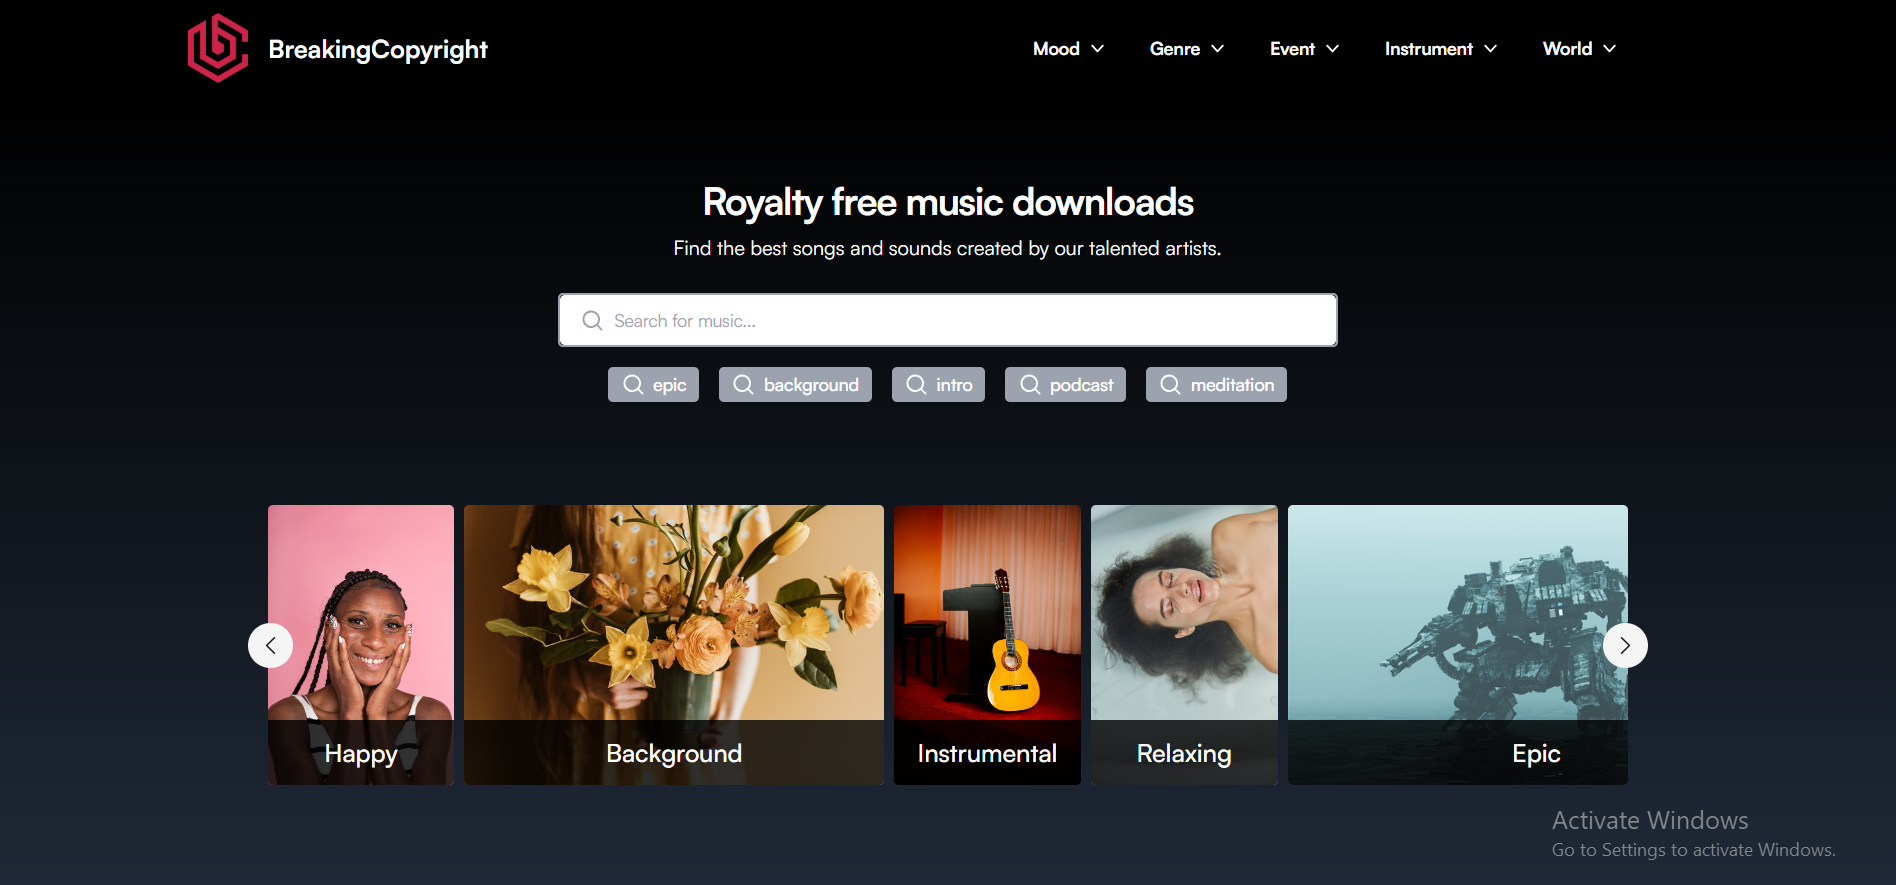 BreakingCopyright
Mood Genre Event Instrument World
Royalty free music downloads
Find the best songs and sounds created by our talented artists.
Search for music...
epic background intro podcast meditation
Happy Background Instrumental Relaxing Epic
Activate Windows
Go to Settings to activate Windows.